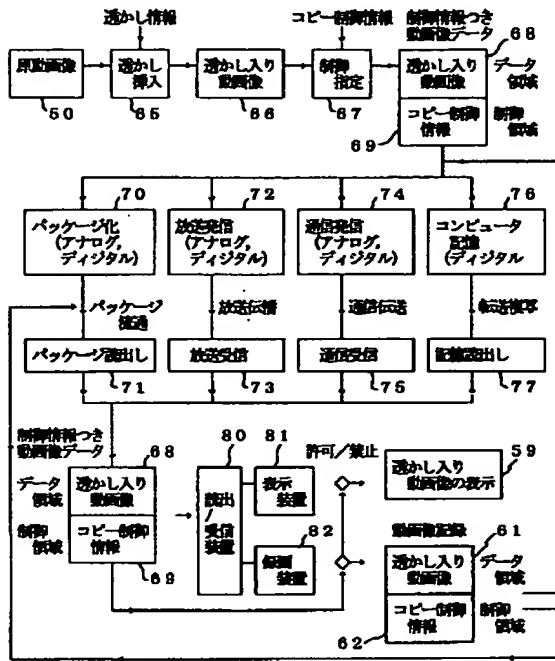 透かし情報
コピー制御情報
制御情報つき
動画像データ
68
原動画像
透かし
挿入
透かし入り
動画像
制御
指定
透かし入り
動画像
データ
領域
50
65
66
67
コピー制御
情報
制御
領域
69
70
72
74
76
パッケージ化
(アナログ,
ディジタル)
放送発信
(アナログ,
ディジタル)
通信発信
(アナログ,
ディジタル)
コンピュータ
記憶
(ディジタル
パッケージ
流通
放送伝播
通信伝送
転送複写
パッケージ読出し
放送受信
通信受信
記憶読出し
71
73
75
77
制御情報つき
動画像データ
68
80
81
許可/禁止
59
データ
領域
透かし入り
動画像
読出
/
受信
装置
表示
装置
透かし入り
動画像の表示
制御
領域
コピー制御
情報
69
82
装置
動画像記録
61
透かし入り
動画像
データ
領域
コピー制御
情報
制御
領域
62